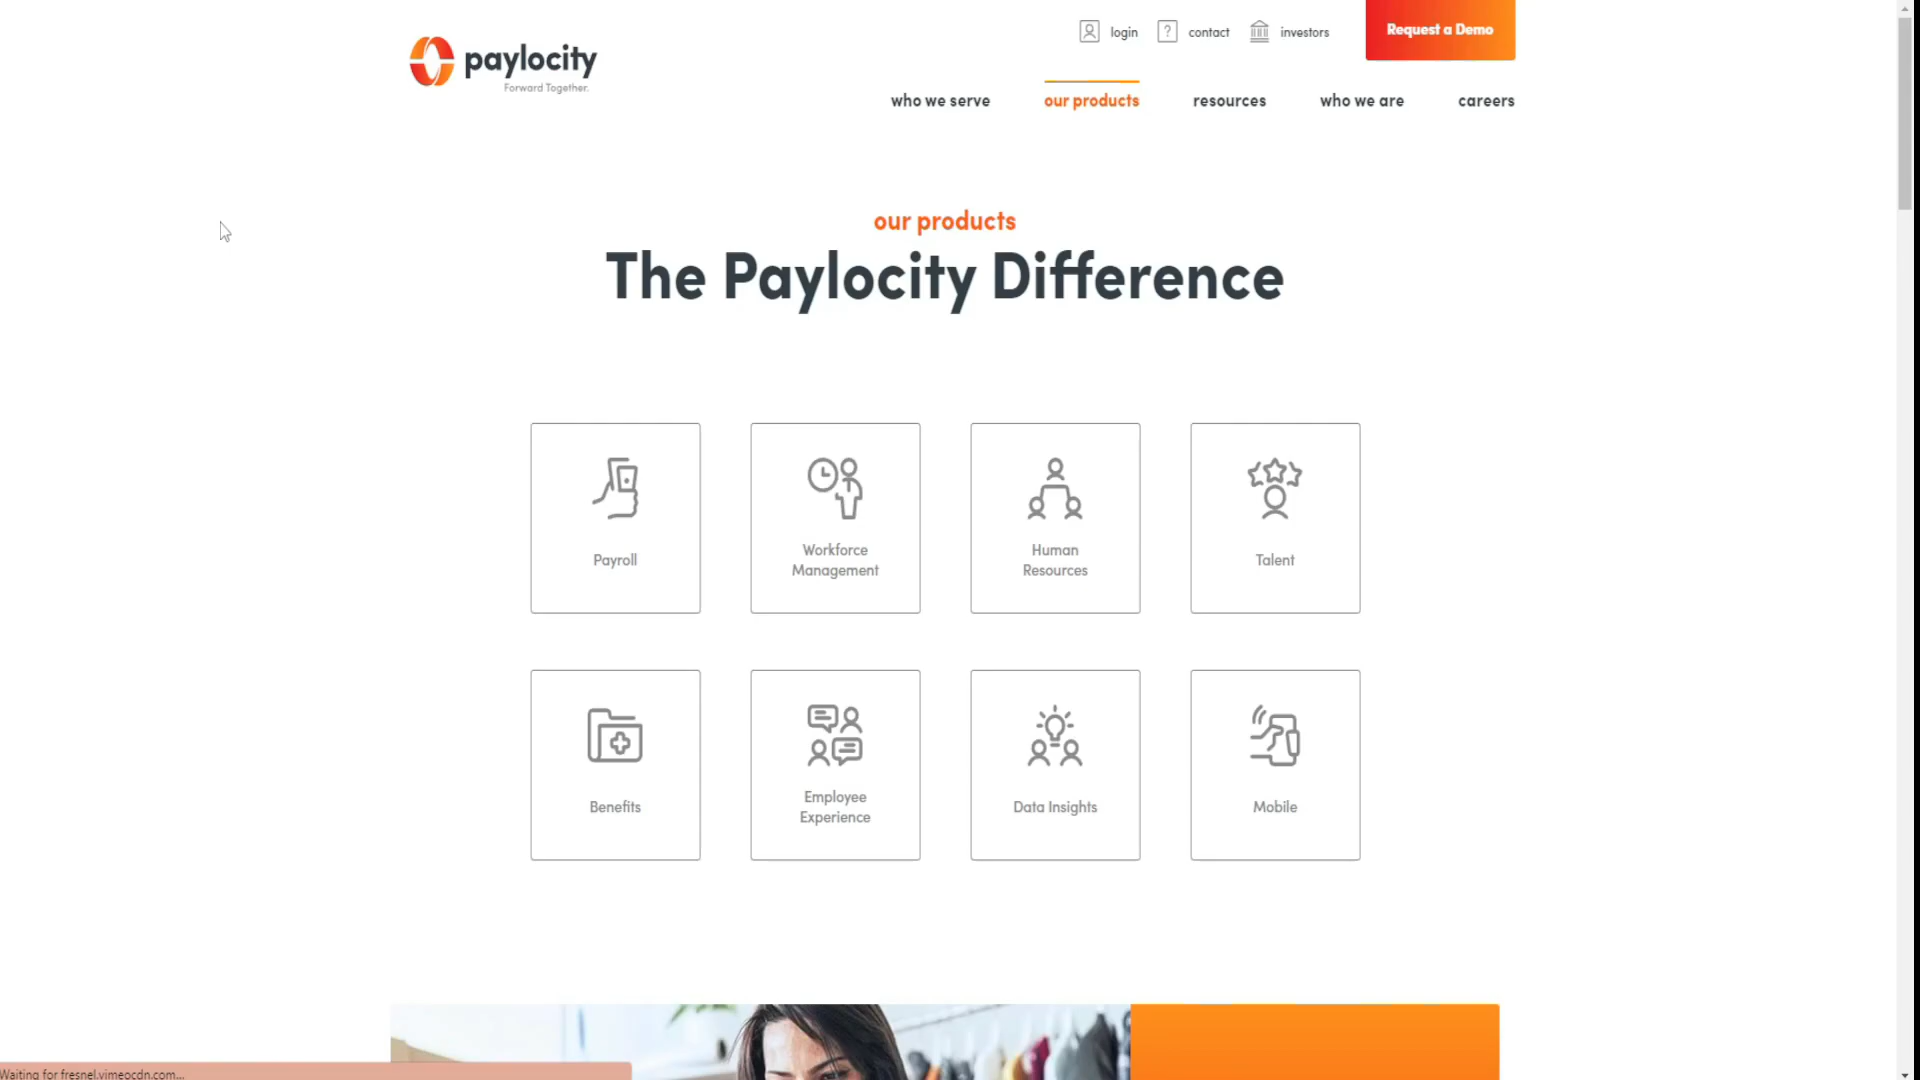 login
contact
investors
Request a Demo
paylocity
Forward Together.
who we serve
our products
resources
who we are
careers
our products
The Paylocity Difference
Payroll
Workforce
Management
Human
Resources
Talent
Benefits
Employee
Experience
Data Insights
Mobile
Waiting for fresnel.vimeocdn.com...